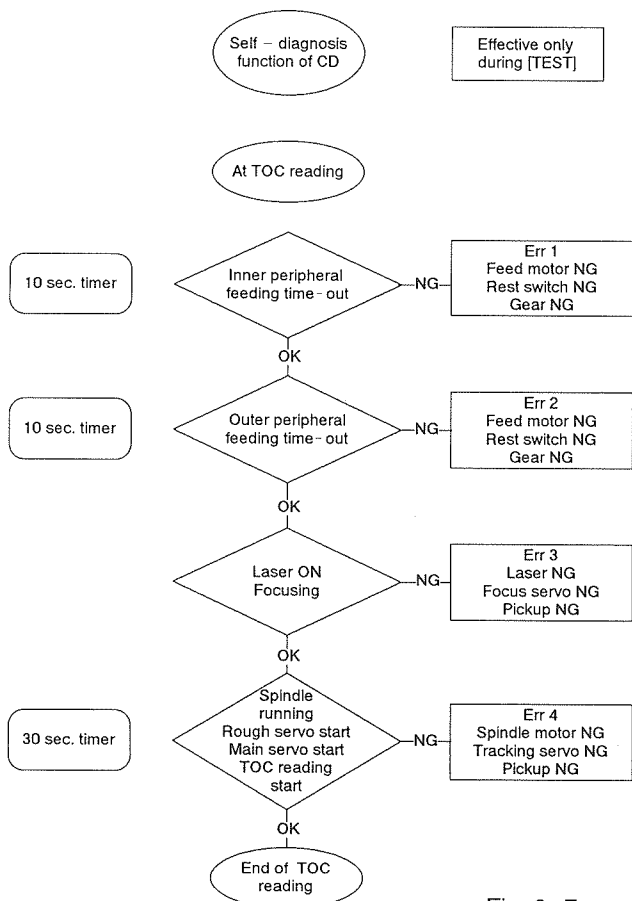 Self – diagnosis
function of CD
Effective only
during [TEST]
At TOC reading
10 sec. timer
Inner peripheral
feeding time – out
NG
Err 1
Feed motor NG
Rest switch NG
Gear NG
OK
10 sec. timer
Outer peripheral
feeding time – out
NG
Err 2
Feed motor NG
Rest switch NG
Gear NG
OK
Laser ON
Focusing
NG
Err 3
Laser NG
Focus servo NG
Pickup NG
OK
30 sec. timer
Spindle
running
Rough servo start
Main servo start
TOC reading
start
NG
Err 4
Spindle motor NG
Tracking servo NG
Pickup NG
OK
End of TOC
reading